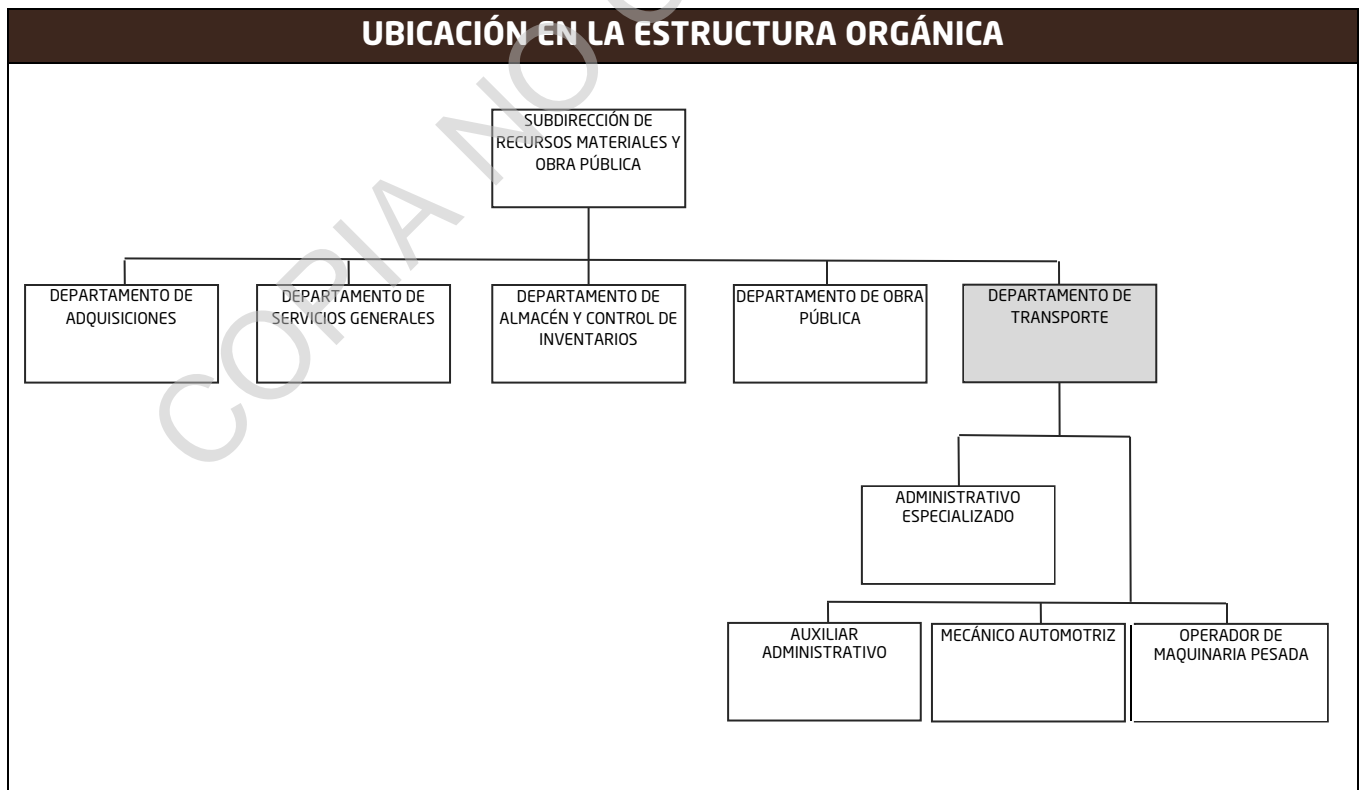 UBICACIÓN EN LA ESTRUCTURA ORGÁNICA
SUBDIRECCIÓN DE
RECURSOS MATERIALES Y
OBRA PÚBLICA
DEPARTAMENTO DE
ADQUISICIONES
DEPARTAMENTO DE
SERVICIOS GENERALES
DEPARTAMENTO DE
ALMACÉN Y CONTROL DE
INVENTARIOS
DEPARTAMENTO DE OBRA
PÚBLICA
DEPARTAMENTO DE
TRANSPORTE
ADMINISTRATIVO
ESPECIALIZADO
AUXILIAR
ADMINISTRATIVO
MECÁNICO AUTOMOTRIZ
OPERADOR DE
MAQUINARIA PESADA
COPIA NO